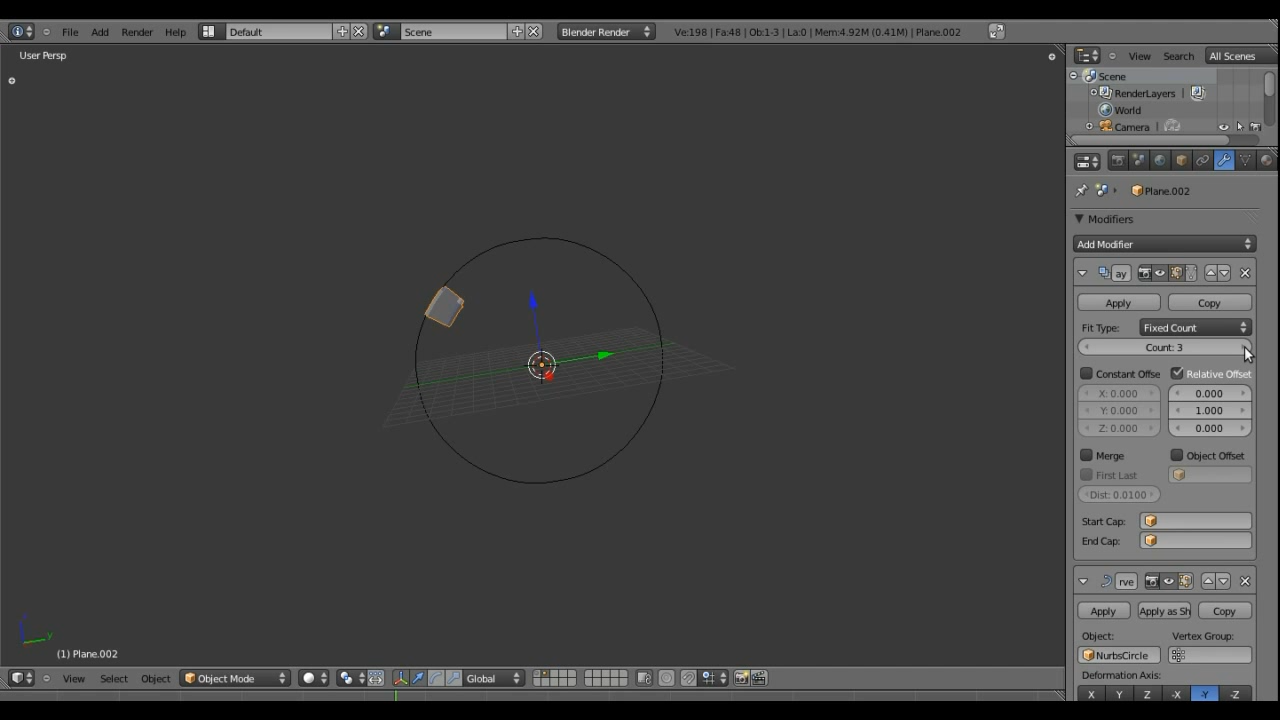 File Add Render Help Default Scene Blender Render Ve:198 | Fa:48 | Ob:1-3 | La:0 | Mem:4.92M (0.41M) | Plane.002
User Persp
View Search All Scenes
Scene
RenderLayers |
World
Camera |
Plane.002
Modifiers
Add Modifier
ay
Apply Copy
Fit Type: Fixed Count
Count: 3
Constant Offse Relative Offset
X: 0.000 0.000
Y: 0.000 1.000
Z: 0.000 0.000
Merge Object Offset
First Last
Dist: 0.0100
Start Cap:
End Cap:
rve
Apply Apply as Sh Copy
Object: Vertex Group:
NurbsCircle
Deformation Axis:
X Y Z -X -Y -Z
y
(1) Plane.002
View Select Object Object Mode Global